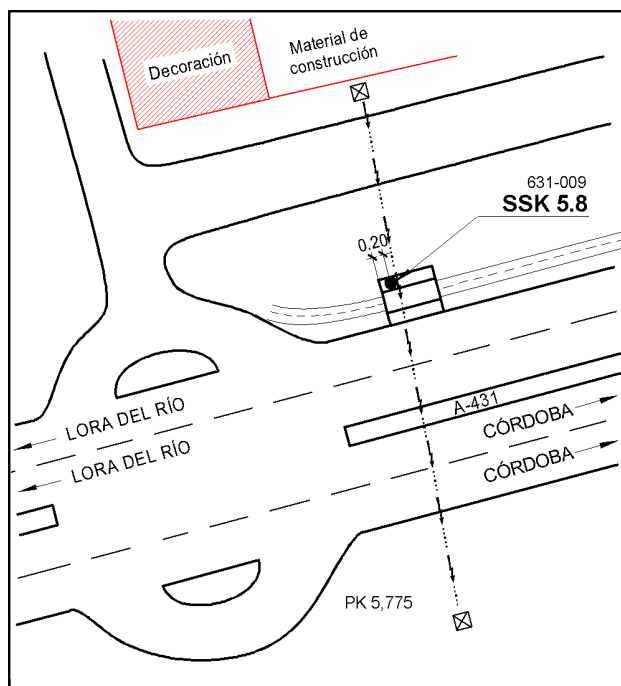 Decoración
Material de
construcción
631-009
SSK 5.8
0.20
LORA DEL RÍO
LORA DEL RÍO
A-431
CÓRDOBA
CÓRDOBA
PK 5,775